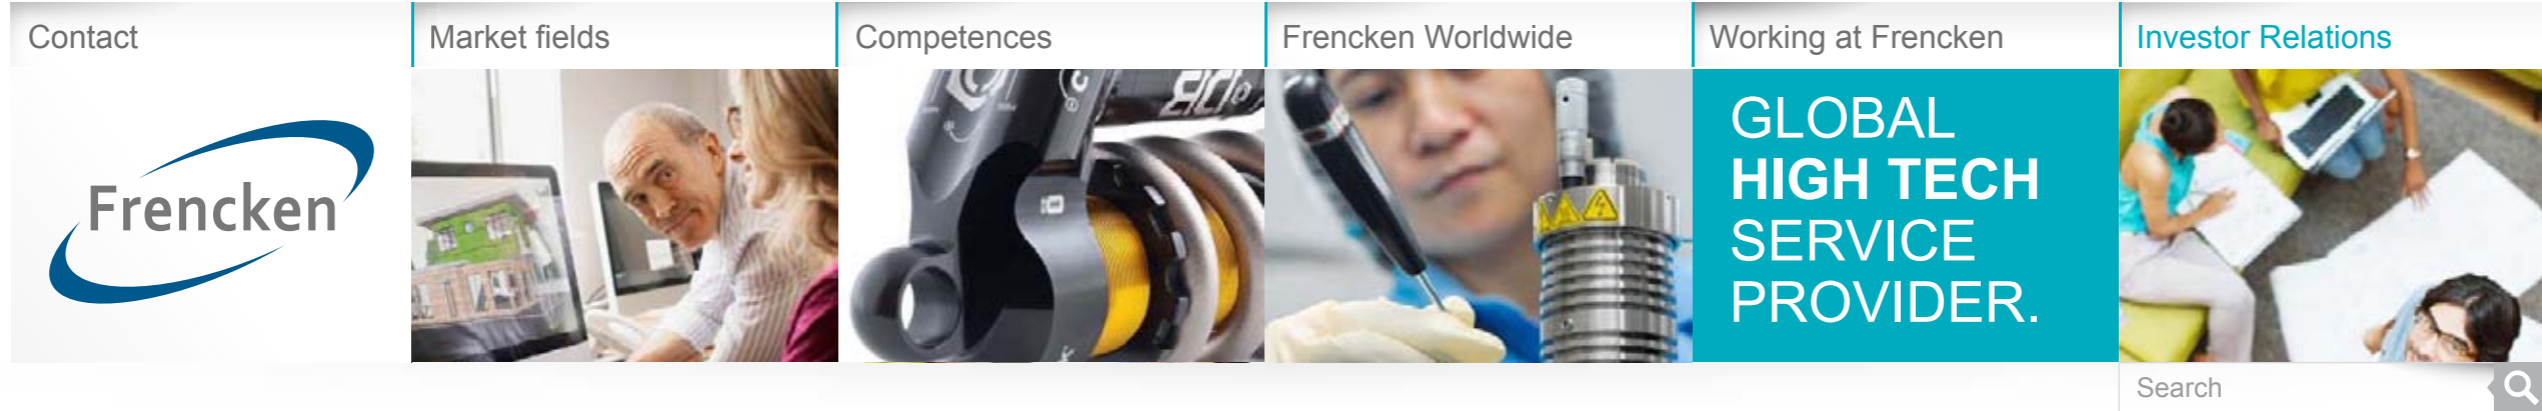 Contact
Market fields
Competences
Frencken Worldwide
Working at Frencken
Investor Relations
Frencken
GLOBAL
HIGH TECH
SERVICE
PROVIDER.
Search